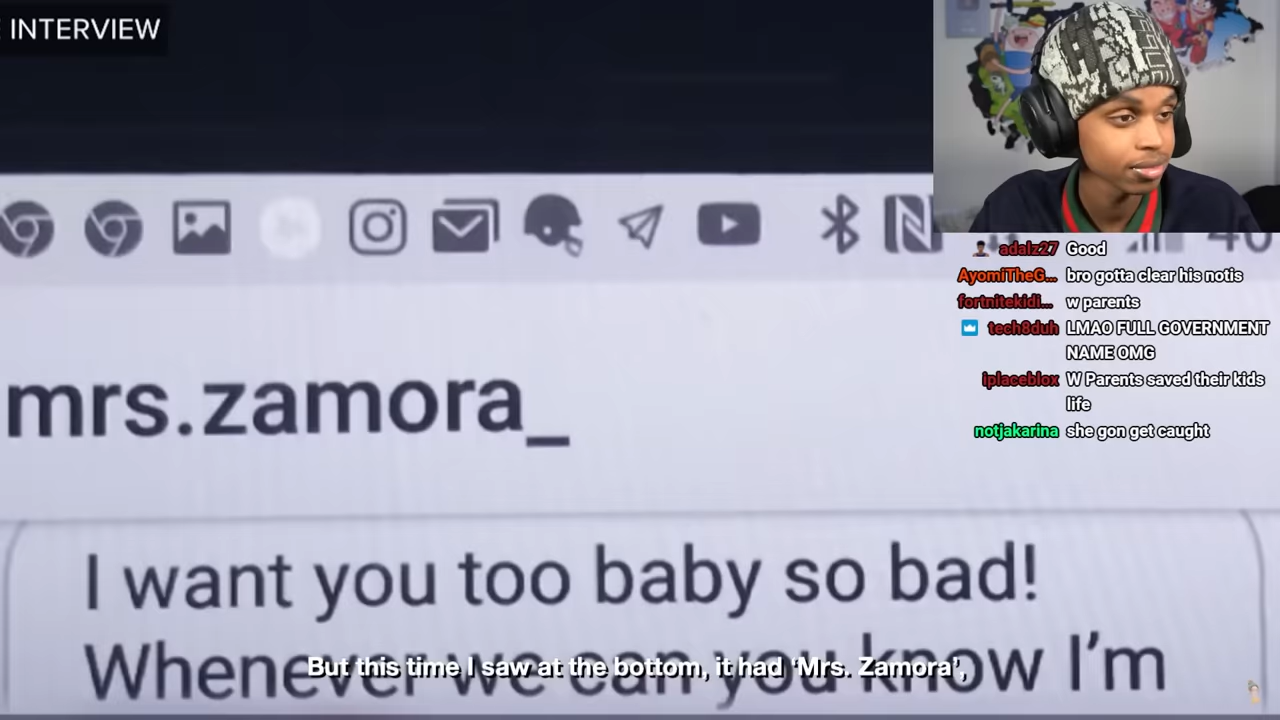 INTERVIEW
mrs.zamora_
I want you too baby so bad!
Whenever we can you know I’m
But this time I saw at the bottom, it had ‘Mrs. Zamora’,
adalz27 Good
AyomiTheG... bro gotta clear his notis
fortnitekidi... w parents
tech8duh LMAO FULL GOVERNMENT
NAME OMG
iplaceblox W Parents saved their kids
life
notjakarina she gon get caught